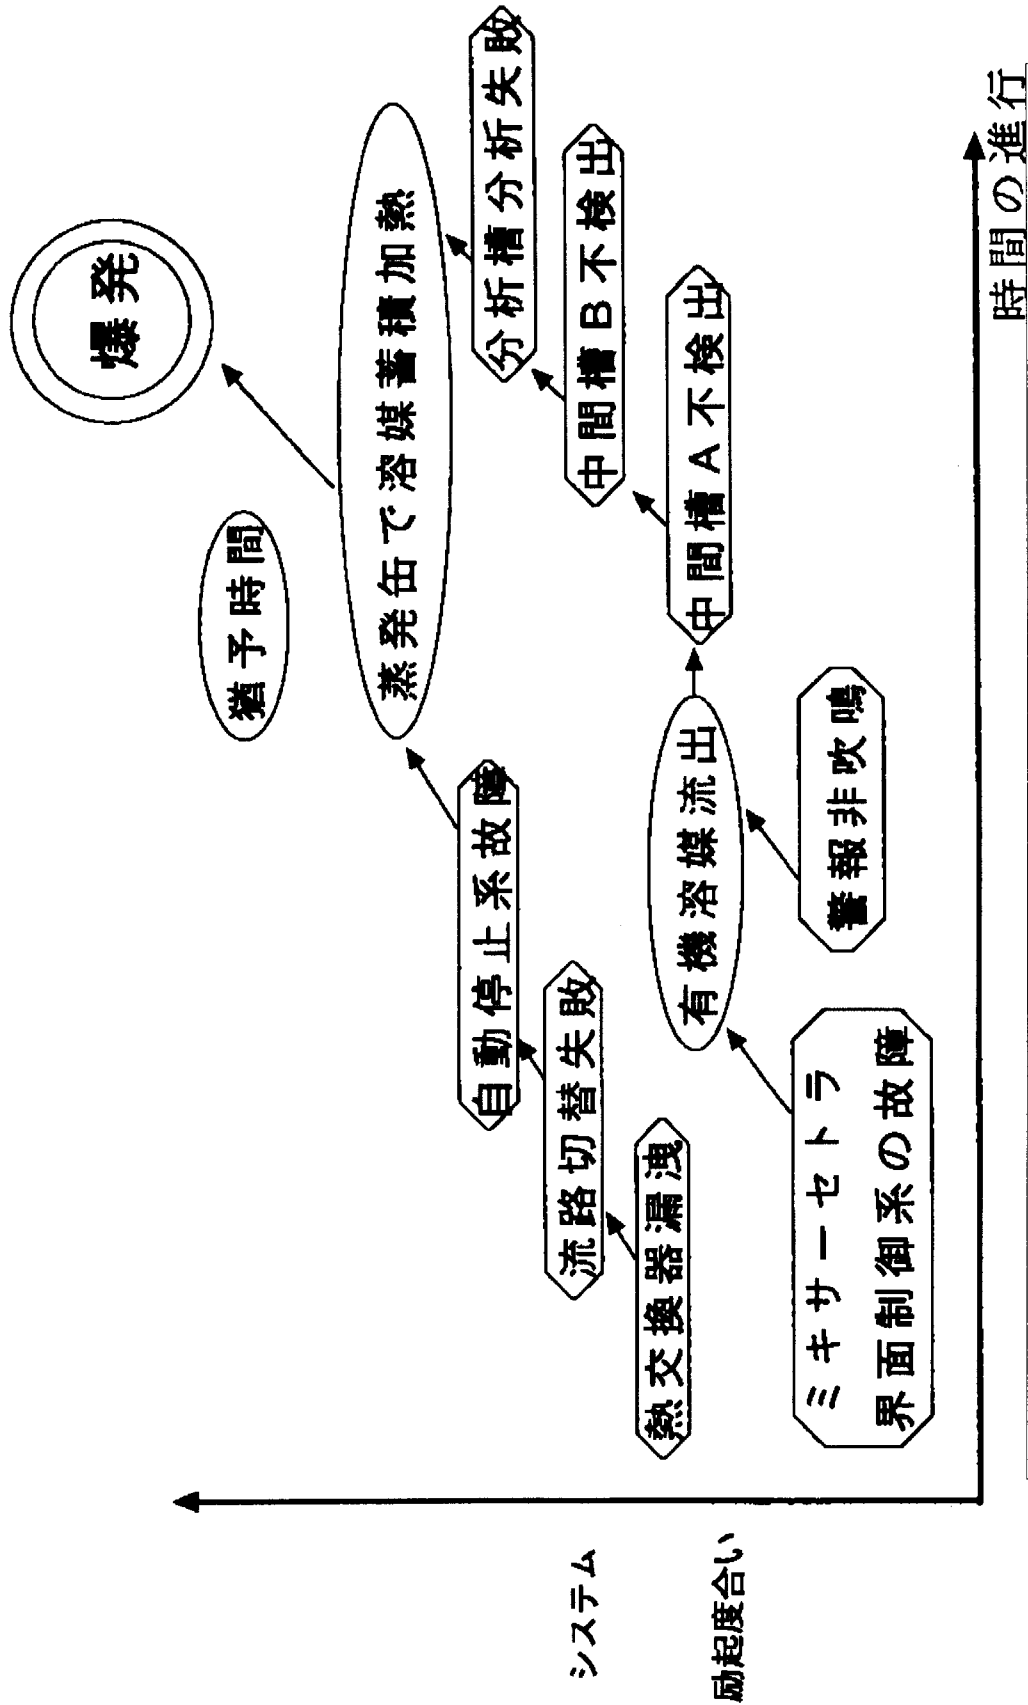 爆発
猶予時間
蒸発缶で溶媒蓄積加熱
自動停止系故障
分析槽分析失敗
流路切替失敗
中間槽B不検出
熱交換器漏洩
有機溶媒流出
中間槽A不検出
ミキサーセトラ
界面制御系の故障
警報非吹鳴
システム
励起度合い
時間の進行